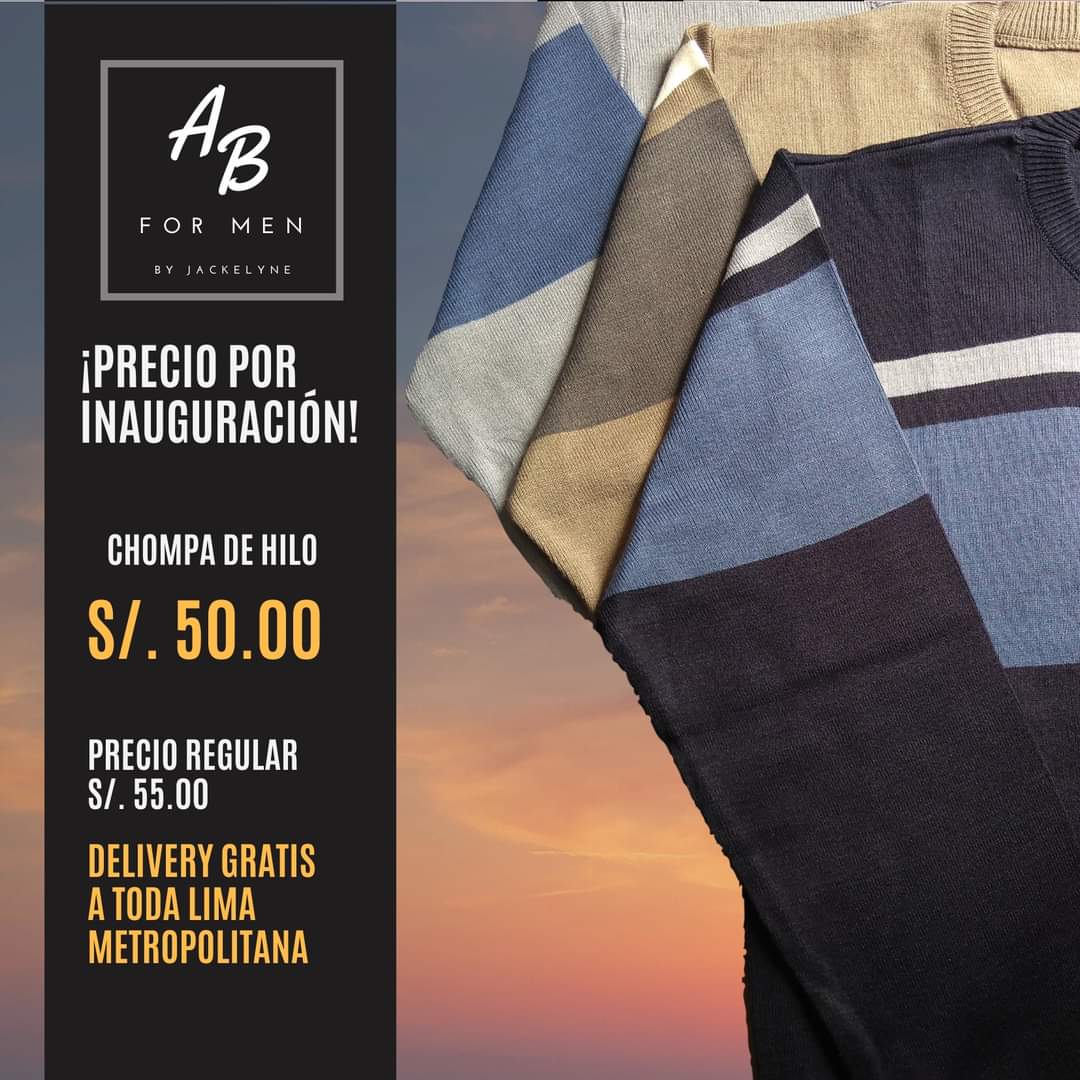 A
B
FOR MEN
BY JACKELYNE
¡PRECIO POR
INAUGURACIÓN!
CHOMPA DE HILO
S/. 50.00
PRECIO REGULAR
S/. 55.00
DELIVERY GRATIS
A TODA LIMA
METROPOLITANA